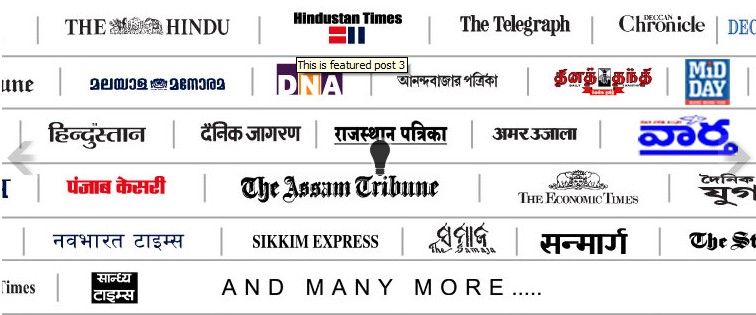 THE HINDU Hindustan Times The Telegraph DECCAN Chronicle DEC
This is featured post 3
une മലയാള മനോരമ DNA আনন্দবাজার পত্রিকা தினத்தந்தி MiD DAY
हिन्दुस्तान दैनिक जागरण राजस्थान पत्रिका अमर उजाला వార్త
पंजाब केसरी The Assam Tribune THE ECONOMIC TIMES দৈনিক যুগ
नवभारत टाइम्स SIKKIM EXPRESS ସମାଜ The Samaja सन्मार्ग The St
Times सान्ध्य टाइम्स AND MANY MORE.....